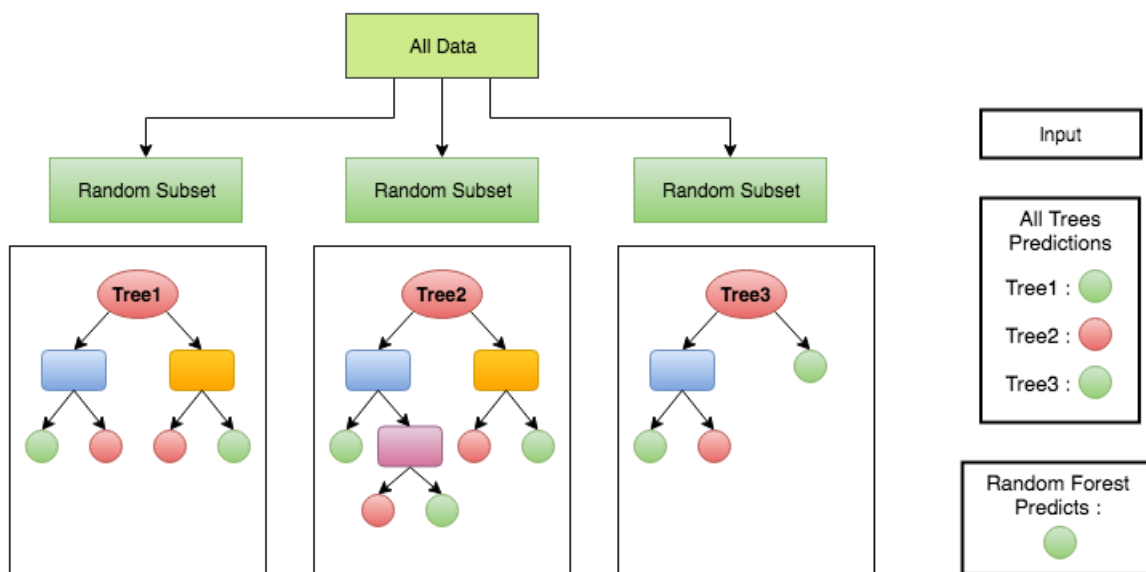 All Data
Random Subset
Random Subset
Random Subset
Tree1
Tree2
Tree3
Input
All Trees
Predictions
Tree1 :
Tree2 :
Tree3 :
Random Forest
Predicts :